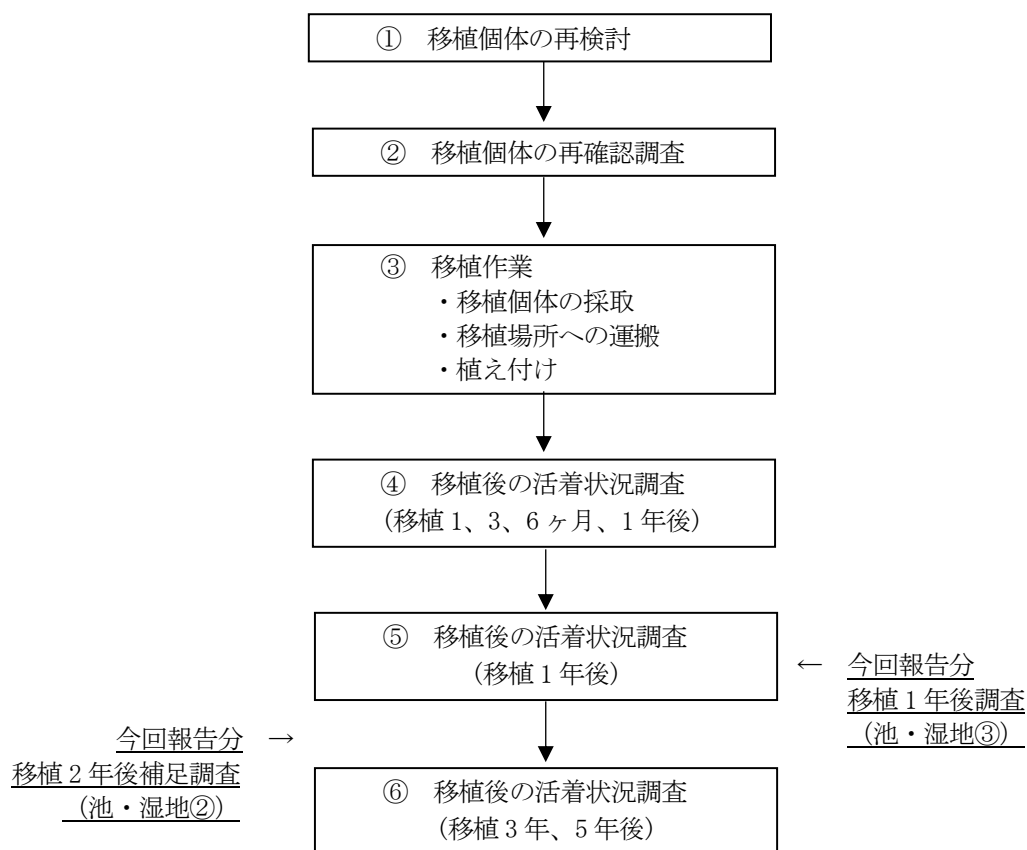 ① 移植個体の再検討
② 移植個体の再確認調査
③ 移植作業
・移植個体の採取
・移植場所への運搬
・植え付け
④ 移植後の活着状況調査
(移植1、3、6ヶ月、1年後)
⑤ 移植後の活着状況調査
(移植1年後)
← 今回報告分
移植1年後調査
(池・湿地③)
今回報告分 →
移植2年後補足調査
(池・湿地②)
⑥ 移植後の活着状況調査
(移植3年、5年後)